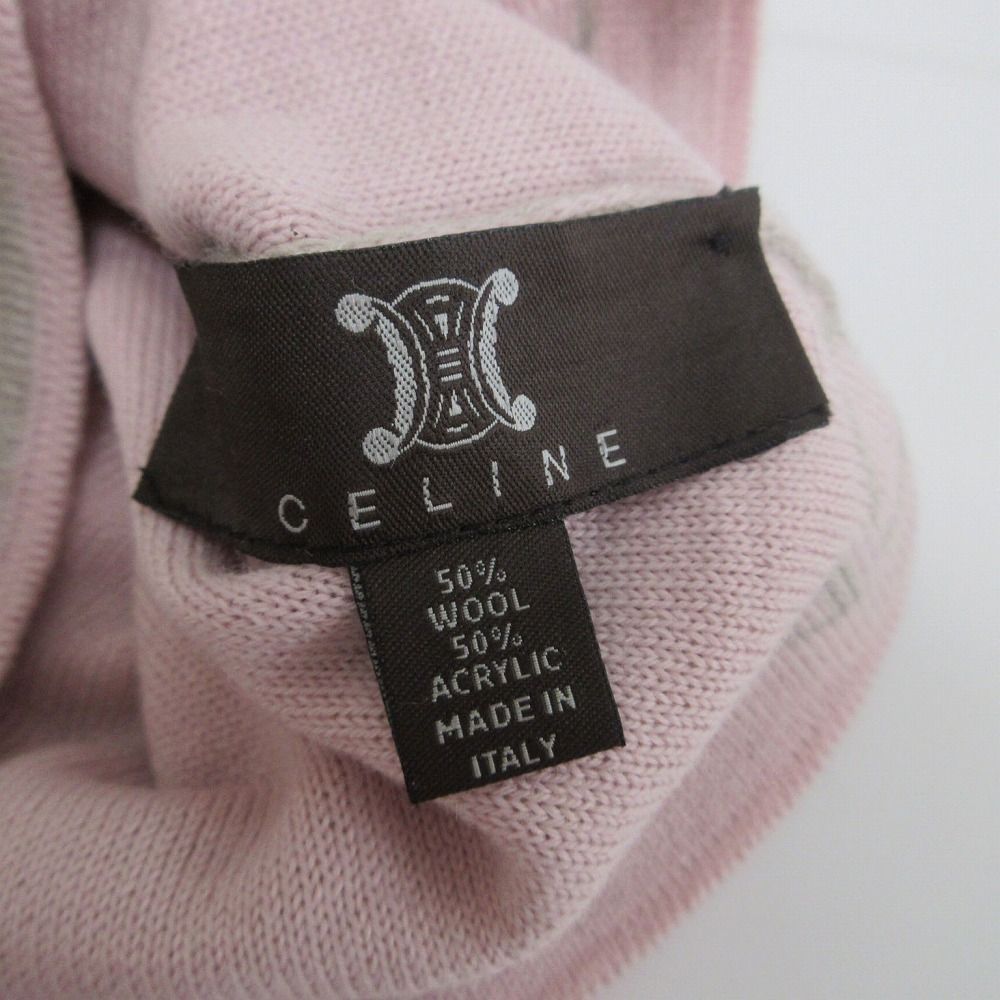 CELINE
50%
WOOL
50%
ACRYLIC
MADE IN
ITALY